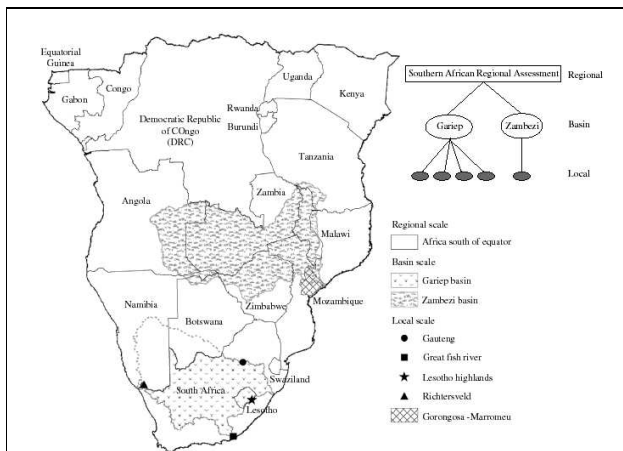 Equatorial
Guinea
Gabon
Congo
Democratic Republic
of COngo
(DRC)
Uganda
Kenya
Rwanda
Burundi
Tanzania
Angola
Zambia
Malawi
Mozambique
Zimbabwe
Namibia
Botswana
Swaziland
South Africa
Lesotho
Southern African Regional Assessment
Regional
Gariep
Zambezi
Basin
Local
Regional scale
Africa south of equator
Basin scale
Gariep basin
Zambezi basin
Local scale
Gauteng
Great fish river
Lesotho highlands
Richtersveld
Gorongosa -Marromeu